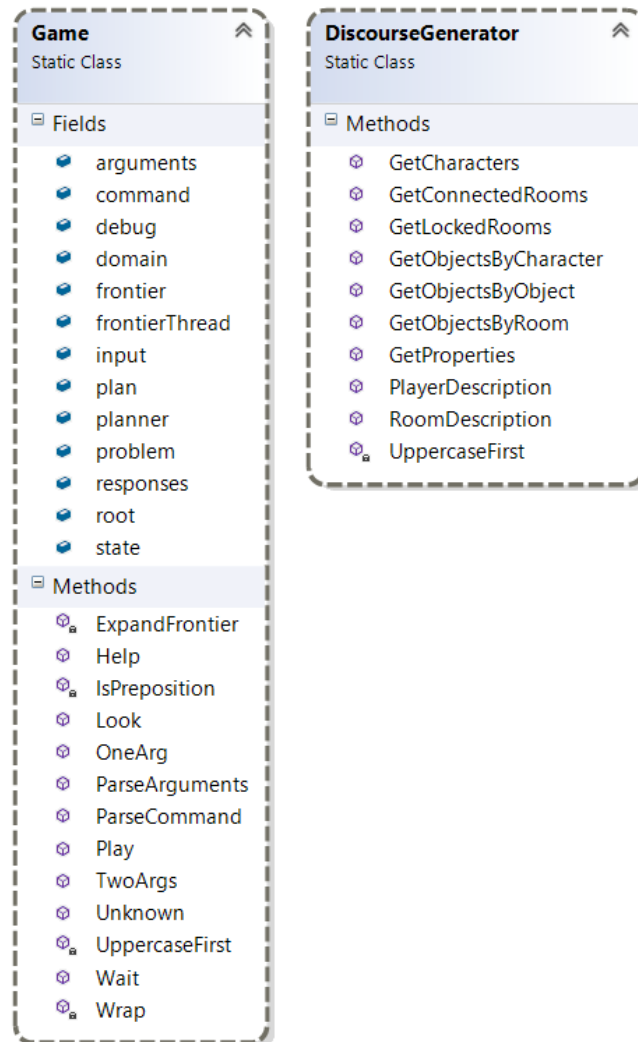 Game
Static Class
Fields
arguments
command
debug
domain
frontier
frontierThread
input
plan
planner
problem
responses
root
state
Methods
ExpandFrontier
Help
IsPreposition
Look
OneArg
ParseArguments
ParseCommand
Play
TwoArgs
Unknown
UppercaseFirst
Wait
Wrap
DiscourseGenerator
Static Class
Methods
GetCharacters
GetConnectedRooms
GetLockedRooms
GetObjectsByCharacter
GetObjectsByObject
GetObjectsByRoom
GetProperties
PlayerDescription
RoomDescription
UppercaseFirst